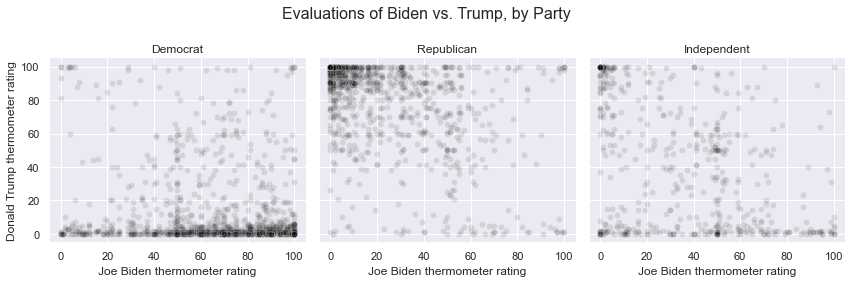 Evaluations of Biden vs. Trump, by Party
Democrat
Republican
Independent
Donald Trump thermometer rating
100
80
60
40
20
0
0 20 40 60 80 100
0 20 40 60 80 100
0 20 40 60 80 100
Joe Biden thermometer rating
Joe Biden thermometer rating
Joe Biden thermometer rating